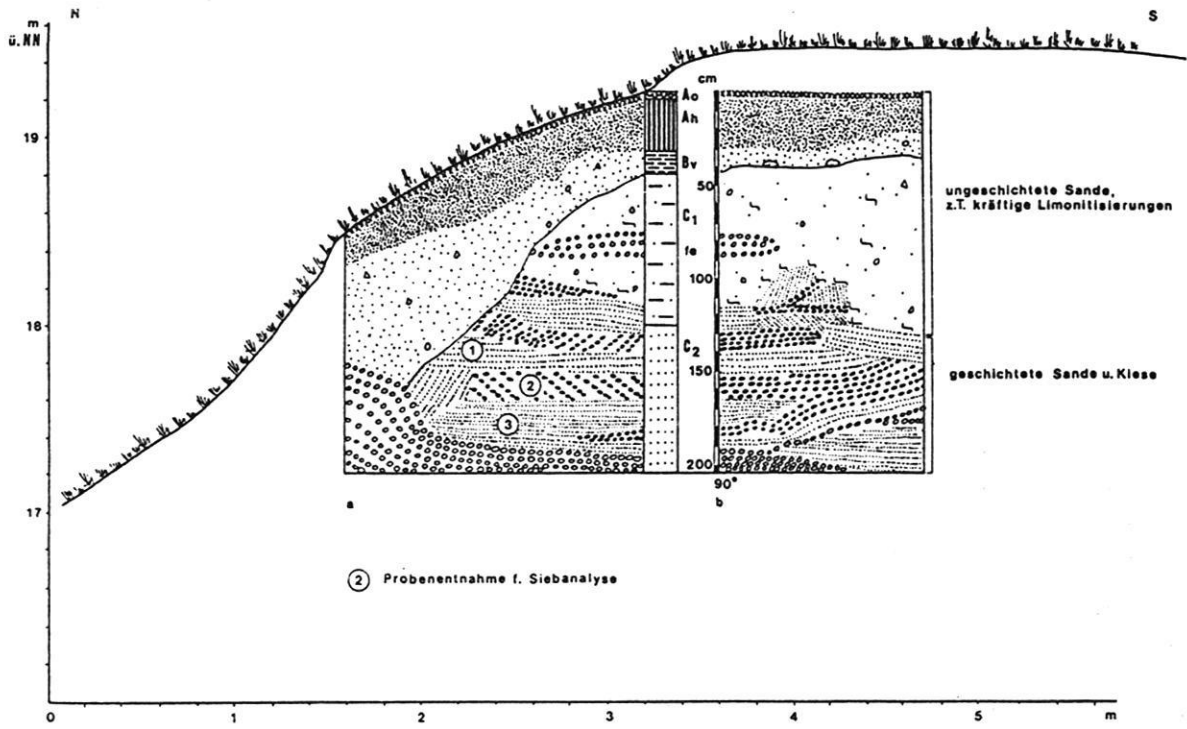 N
S
m
ü.NN
19
18
17
cm
Ao
Ah
Bv
50
C1
fe
100
C2
150
200
90°
ungeschichtete Sande,
z.T. kräftige Limonitisierungen
geschichtete Sande u. Kiese
1
2
3
a
b
2 Probenentnahme f. Siebanalyse
0 1 2 3 4 5 m